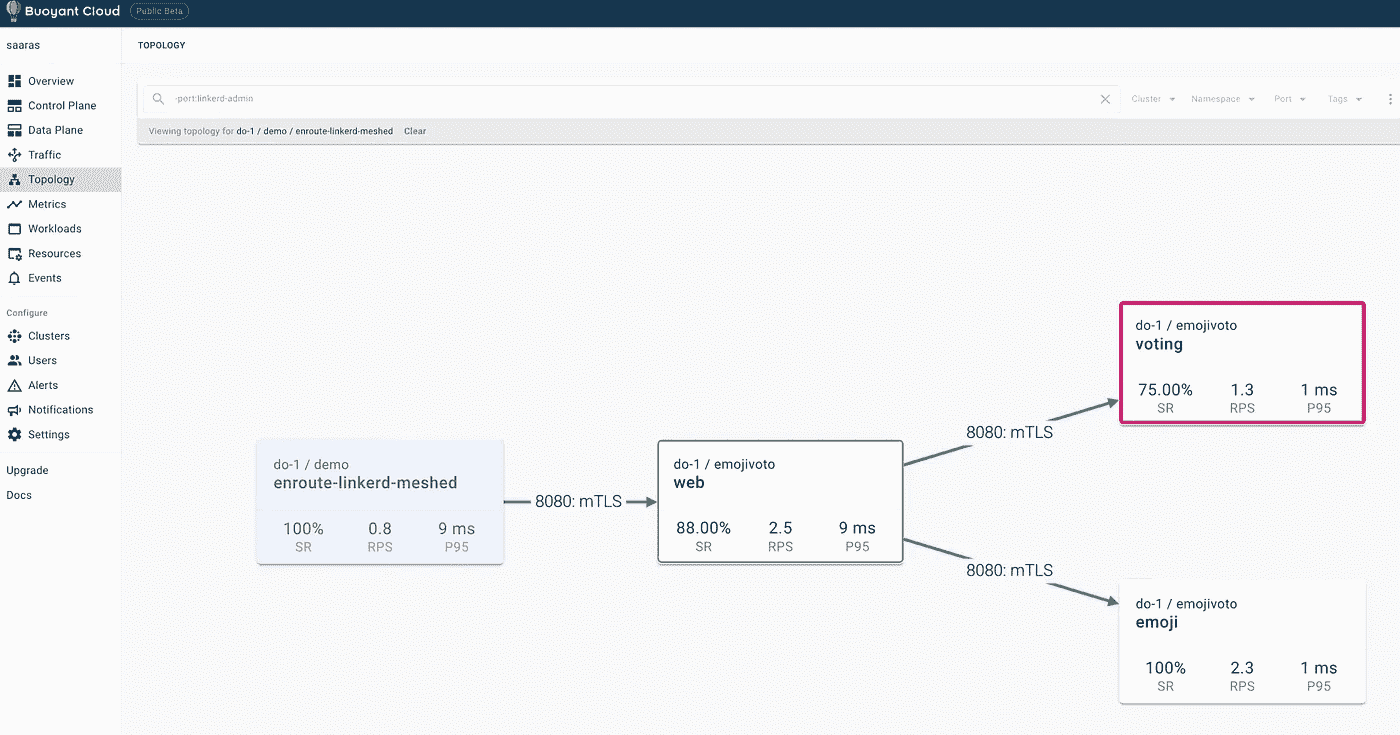 Buoyant Cloud Public Beta
saaras
Overview
Control Plane
Data Plane
Traffic
Topology
Metrics
Workloads
Resources
Events
Configure
Clusters
Users
Alerts
Notifications
Settings
Upgrade
Docs
TOPOLOGY
-port:linkerd-admin
Cluster Namespace Port Tags
Viewing topology for do-1 / demo / enroute-linkerd-meshed Clear
do-1 / demo
enroute-linkerd-meshed
100% 0.8 9 ms
SR RPS P95
8080: mTLS
do-1 / emojivoto
web
88.00% 2.5 9 ms
SR RPS P95
8080: mTLS
do-1 / emojivoto
voting
75.00% 1.3 1 ms
SR RPS P95
8080: mTLS
do-1 / emojivoto
emoji
100% 2.3 1 ms
SR RPS P95